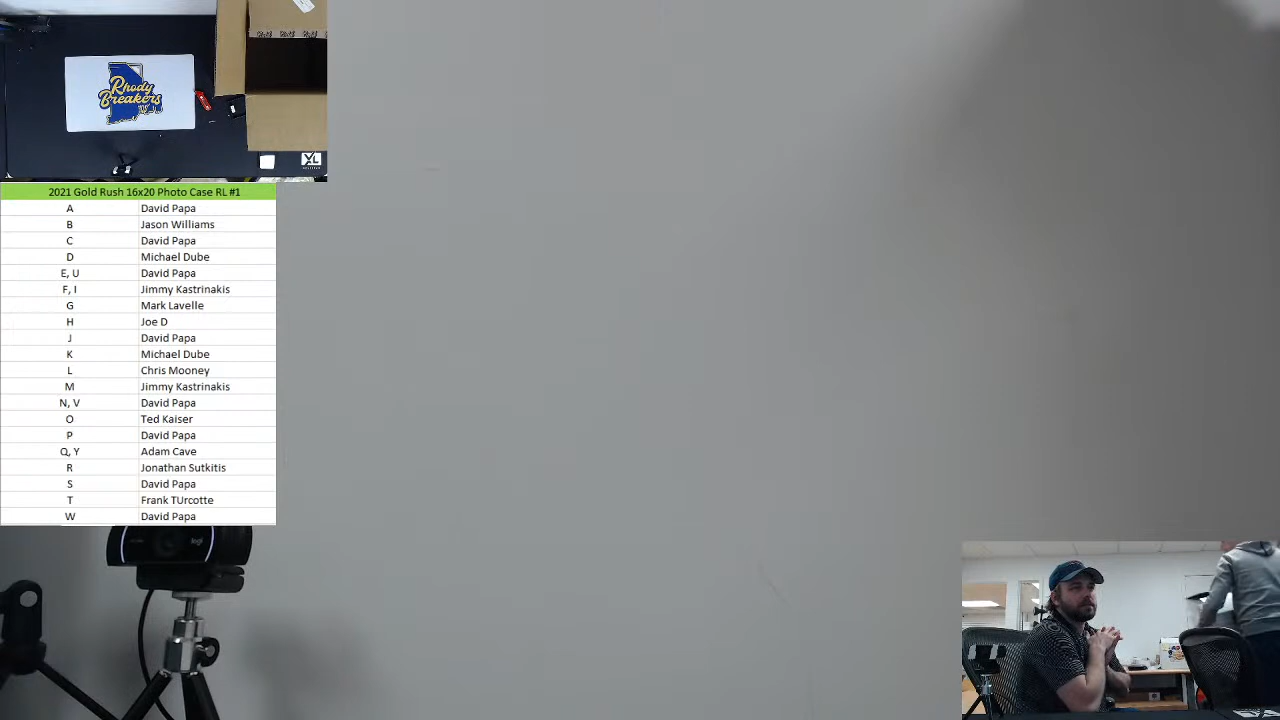 Rhody
Breakers
2021 Gold Rush 16x20 Photo Case RL #1
A David Papa
B Jason Williams
C David Papa
D Michael Dube
E, U David Papa
F, I Jimmy Kastrinakis
G Mark Lavelle
H Joe D
J David Papa
K Michael Dube
L Chris Mooney
M Jimmy Kastrinakis
N, V David Papa
O Ted Kaiser
P David Papa
Q, Y Adam Cave
R Jonathan Sutkitis
S David Papa
T Frank TUrcotte
W David Papa
logi